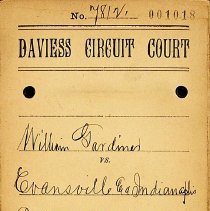 No. 7812. 001018
DAVIESS CIRCUIT COURT
William Gardiner
vs.
Evansville & Indianapolis